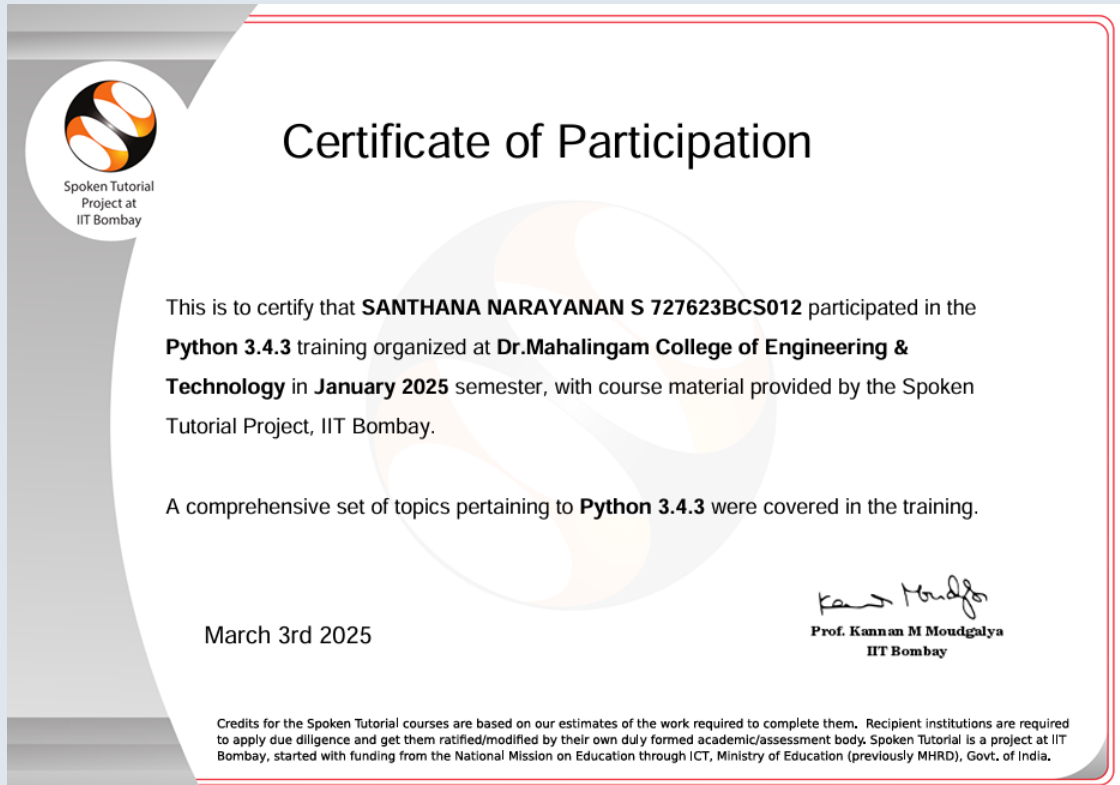 Spoken Tutorial
Project at
IIT Bombay
Certificate of Participation
This is to certify that SANTHANA NARAYANAN S 727623BCS012 participated in the
Python 3.4.3 training organized at Dr.Mahalingam College of Engineering &
Technology in January 2025 semester, with course material provided by the Spoken
Tutorial Project, IIT Bombay.
A comprehensive set of topics pertaining to Python 3.4.3 were covered in the training.
March 3rd 2025
Prof. Kannan M Moudgalya
IIT Bombay
Credits for the Spoken Tutorial courses are based on our estimates of the work required to complete them. Recipient institutions are required
to apply due diligence and get them ratified/modified by their own duly formed academic/assessment body. Spoken Tutorial is a project at IIT
Bombay, started with funding from the National Mission on Education through ICT, Ministry of Education (previously MHRD), Govt. of India.